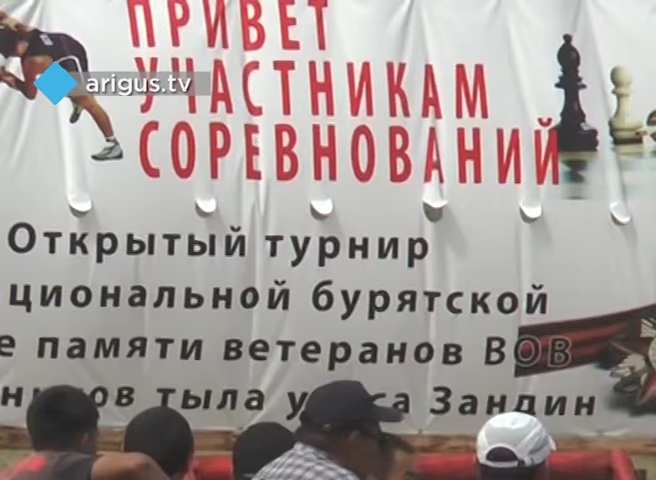 ПРИВЕТ
arigus.tv
УЧАСТНИКАМ
СОРЕВНОВАНИЙ
Открытый турнир
циональной бурятской
е памяти ветеранов ВОВ
тыла Зандин